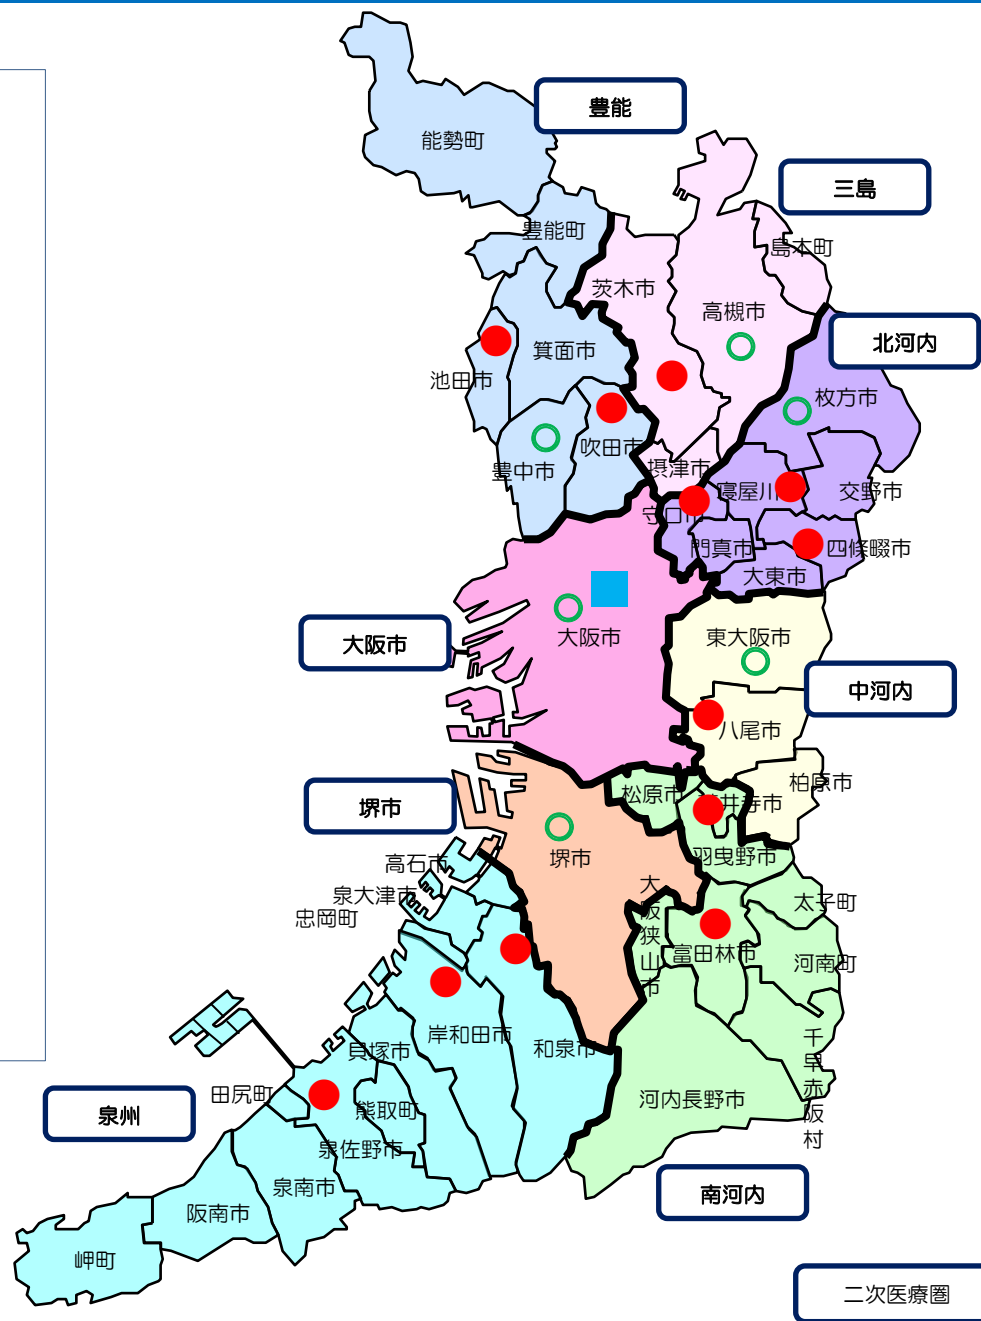 豊能
能勢町
三島
豊能町
島本町
茨木市
高槻市
北河内
箕面市
池田市
枚方市
吹田市
豊中市
摂津市
寝屋川
交野市
守口市
門真市
四條畷市
大東市
大阪市
大阪市
東大阪市
中河内
八尾市
柏原市
松原市
井寺市
堺市
堺市
羽曳野市
高石市
泉大津市
忠岡町
大阪狭山市
太子町
富田林市
河南町
岸和田市
和泉市
貝塚市
千早赤阪村
田尻町
熊取町
河内長野市
泉州
泉佐野市
泉南市
南河内
阪南市
岬町
二次医療圏